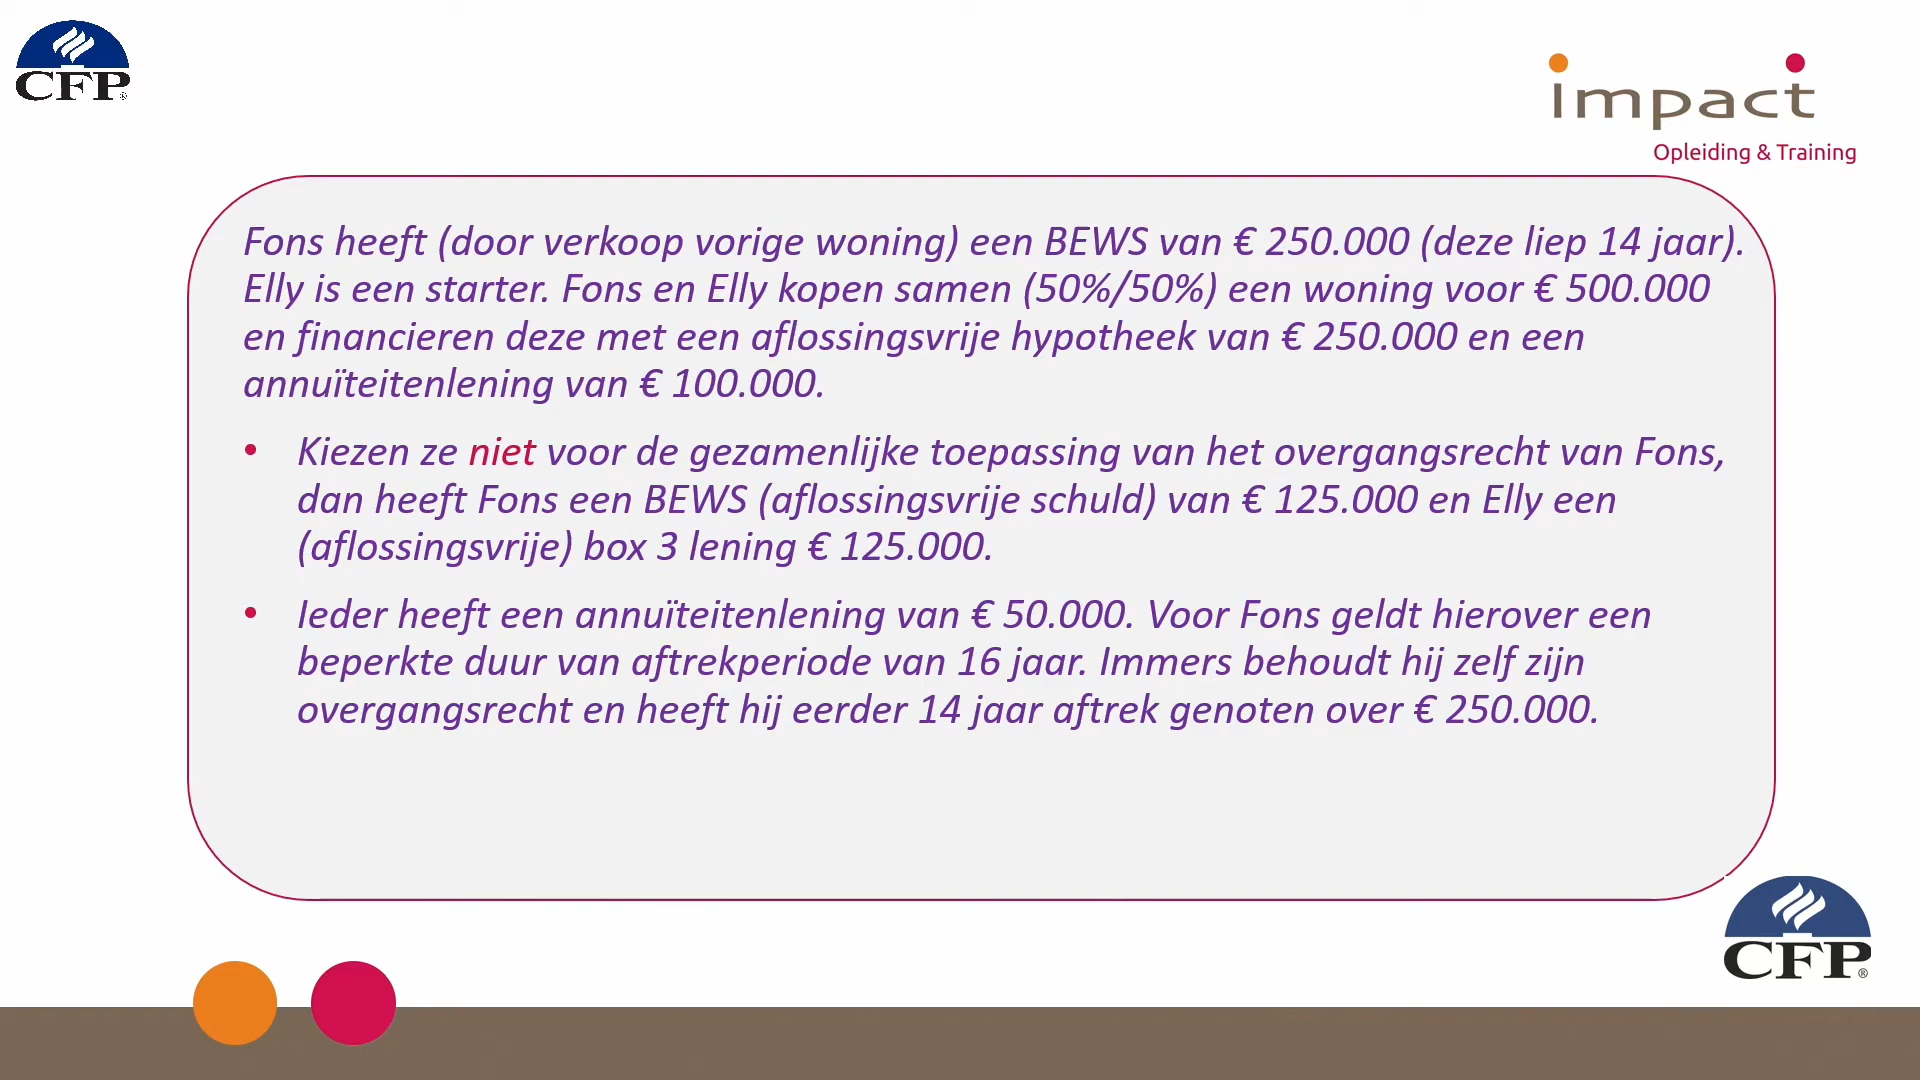 CFP®
impact
Opleiding & Training
Fons heeft (door verkoop vorige woning) een BEWS van € 250.000 (deze liep 14 jaar).
Elly is een starter. Fons en Elly kopen samen (50%/50%) een woning voor € 500.000
en financieren deze met een aflossingsvrije hypotheek van € 250.000 en een
annuïteitenlening van € 100.000.
• Kiezen ze niet voor de gezamenlijke toepassing van het overgangsrecht van Fons,
dan heeft Fons een BEWS (aflossingsvrije schuld) van € 125.000 en Elly een
(aflossingsvrije) box 3 lening € 125.000.
• Ieder heeft een annuïteitenlening van € 50.000. Voor Fons geldt hierover een
beperkte duur van aftrekperiode van 16 jaar. Immers behoudt hij zelf zijn
overgangsrecht en heeft hij eerder 14 jaar aftrek genoten over € 250.000.
CFP®